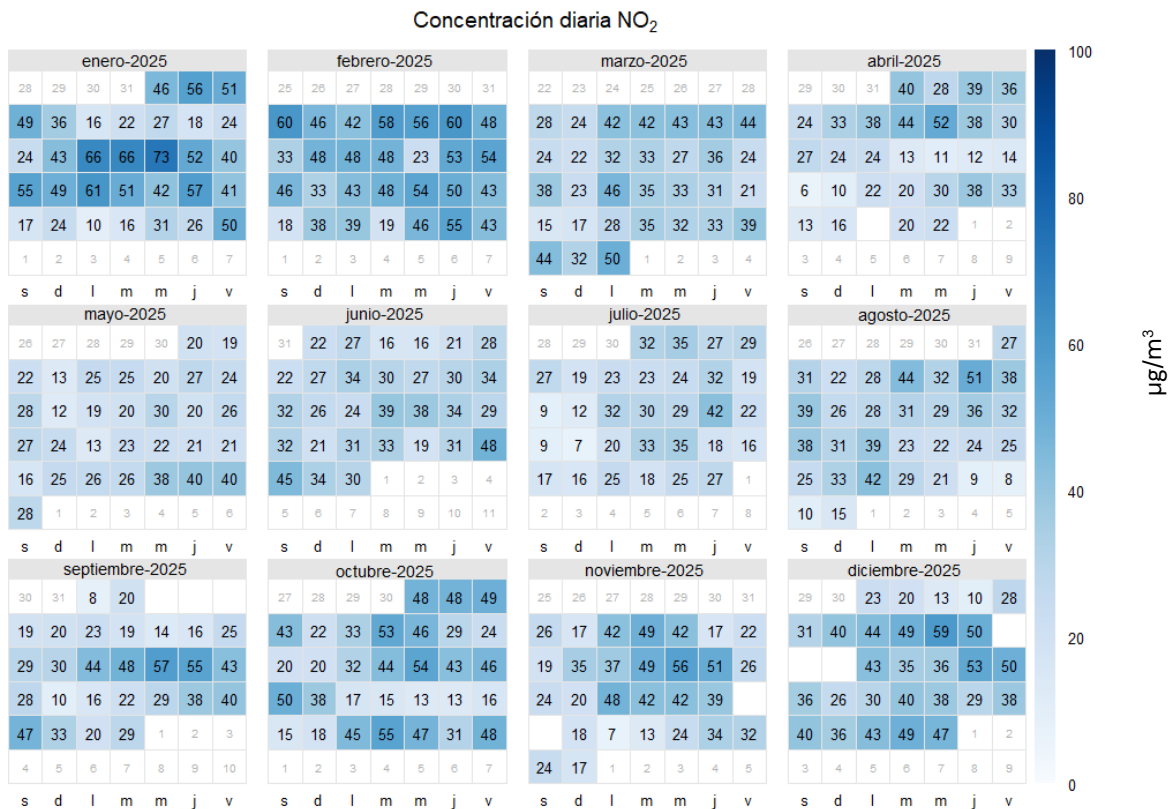 Concentración diaria NO₂
enero-2025 febrero-2025 marzo-2025 abril-2025
28 29 30 31 46 56 51 25 26 27 28 29 30 31 22 23 24 25 26 27 28 29 30 31 40 28 39 36
49 36 16 22 27 18 24 60 46 42 58 56 60 48 28 24 42 42 43 43 44 24 33 38 44 52 38 30
24 43 66 66 73 52 40 33 48 48 48 23 53 54 24 22 32 33 27 36 24 27 24 24 13 11 12 14
55 49 61 51 42 57 41 46 33 43 48 54 50 43 38 23 46 35 33 31 21 6 10 22 20 30 38 33
17 24 10 16 31 26 50 18 38 39 19 46 55 43 15 17 28 35 32 33 39 13 16 20 22 1 2
1 2 3 4 5 6 7 1 2 3 4 5 6 7 44 32 50 1 2 3 4 3 4 5 6 7 8 9
s d l m m j v s d l m m j v s d l m m j v s d l m m j v
mayo-2025 junio-2025 julio-2025 agosto-2025
26 27 28 29 30 20 19 31 22 27 16 16 21 28 28 29 30 32 35 27 29 26 27 28 29 30 31 27
22 13 25 25 20 27 24 22 27 34 30 27 30 34 27 19 23 23 24 32 19 31 22 28 44 32 51 38
28 12 19 20 30 20 26 32 26 24 39 38 34 29 9 12 32 30 29 42 22 39 26 28 31 29 36 32
27 24 13 23 22 21 21 32 21 31 33 19 31 48 9 7 20 33 35 18 16 38 31 39 23 22 24 25
16 25 26 26 38 40 40 45 34 30 1 2 3 4 17 16 25 18 25 27 1 25 33 42 29 21 9 8
28 1 2 3 4 5 6 5 6 7 8 9 10 11 2 3 4 5 6 7 8 10 15 1 2 3 4 5
s d l m m j v s d l m m j v s d l m m j v s d l m m j v
septiembre-2025 octubre-2025 noviembre-2025 diciembre-2025
30 31 8 20 27 28 29 30 48 48 49 25 26 27 28 29 30 31 29 30 23 20 13 10 28
19 20 23 19 14 16 25 43 22 33 53 46 29 24 26 17 42 49 42 17 22 31 40 44 49 59 50
29 30 44 48 57 55 43 20 20 32 44 54 43 46 19 35 37 49 56 51 26 43 35 36 53 50
28 10 16 22 29 38 40 50 38 17 15 13 13 16 24 20 48 42 42 39 36 26 30 40 38 29 38
47 33 20 29 1 2 3 15 18 45 55 47 31 48 18 7 13 24 34 32 40 36 43 49 47 1 2
4 5 6 7 8 9 10 1 2 3 4 5 6 7 24 17 1 2 3 4 5 3 4 5 6 7 8 9
s d l m m j v s d l m m j v s d l m m j v s d l m m j v
100
80
60
40
20
0
µg/m³